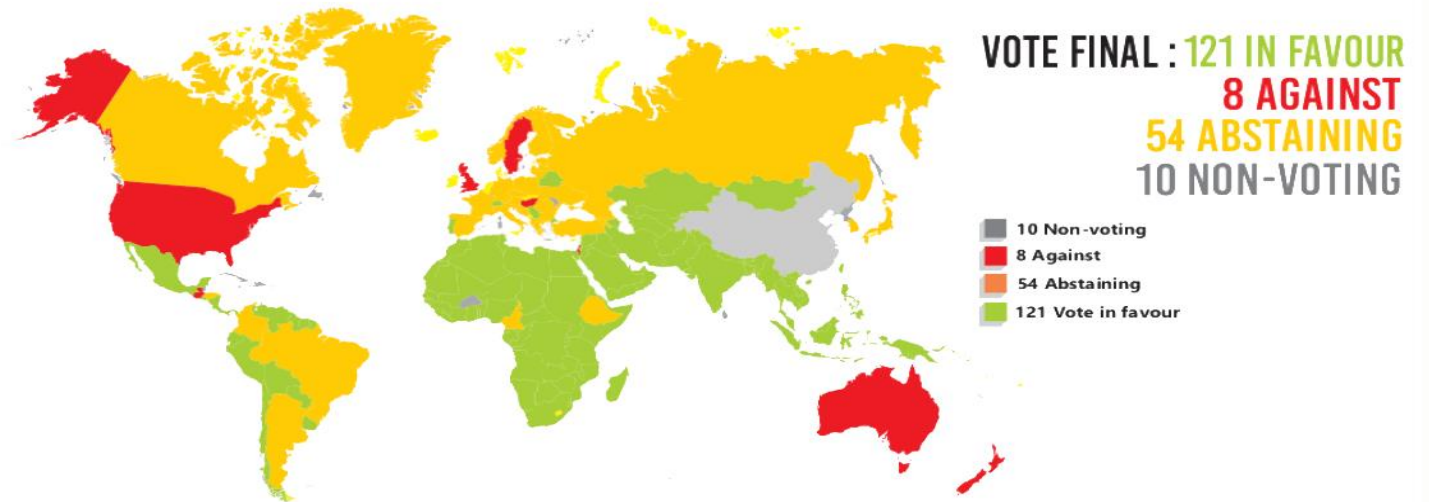 VOTE FINAL : 121 IN FAVOUR
8 AGAINST
54 ABSTAINING
10 NON-VOTING
10 Non-voting
8 Against
54 Abstaining
121 Vote in favour